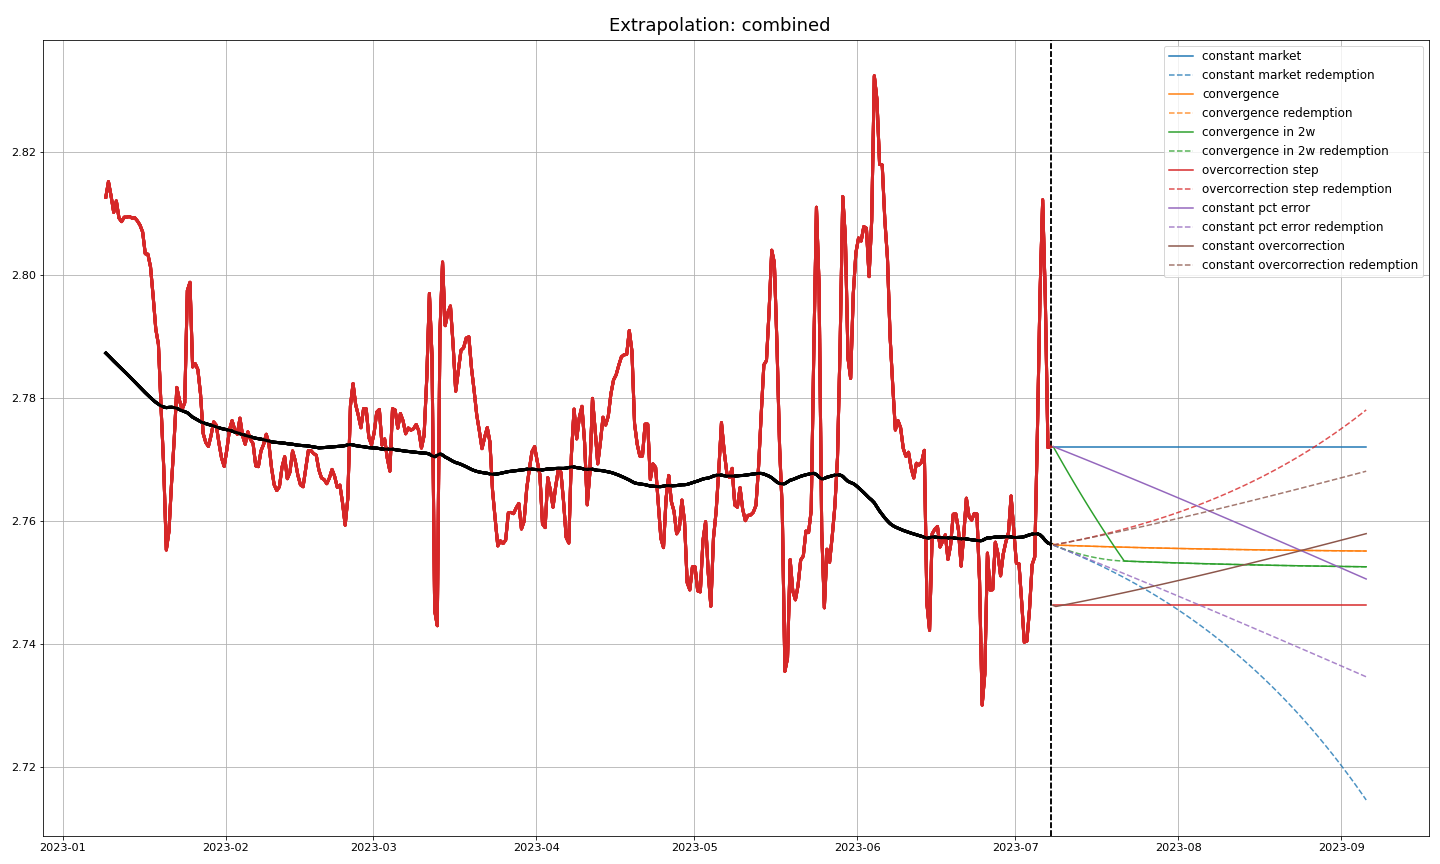 Extrapolation: combined
constant market
constant market redemption
convergence
convergence redemption
convergence in 2w
convergence in 2w redemption
overcorrection step
overcorrection step redemption
constant pct error
constant pct error redemption
constant overcorrection
constant overcorrection redemption
2.82
2.80
2.78
2.76
2.74
2.72
2023-01 2023-02 2023-03 2023-04 2023-05 2023-06 2023-07 2023-08 2023-09